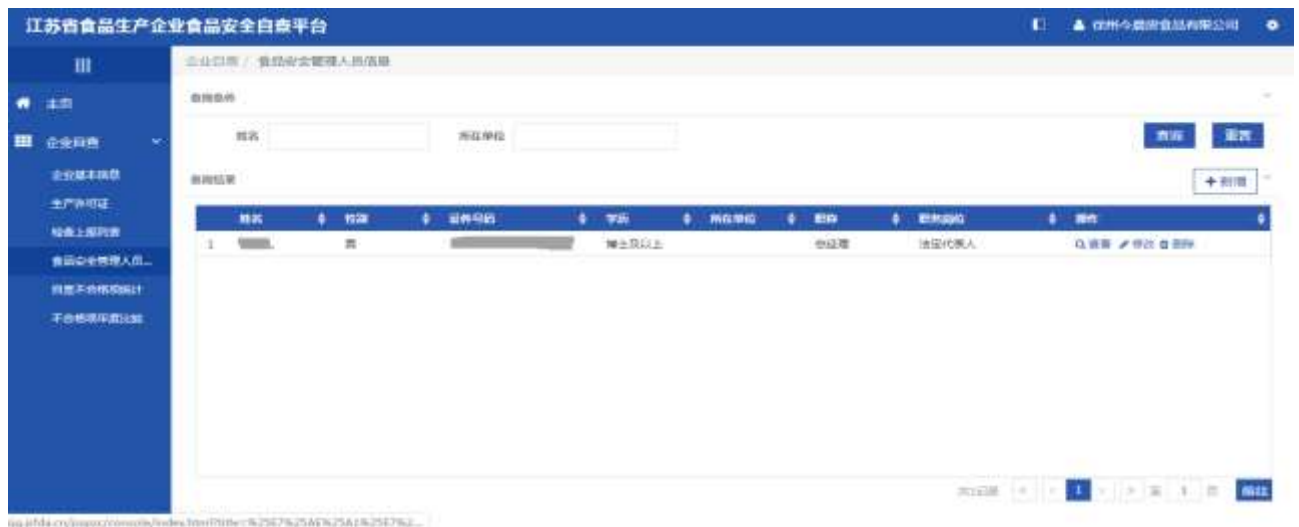 江苏省食品生产企业食品安全自查平台
企业自查 / 食品安全管理人员信息
主页
查询条件
企业自查
姓名 所在单位 查询 重置
企业基本信息
查询结果 新增
生产许可证
姓名 性别 证件号码 学历 所在单位 职称 职务岗位 操作
检查上报列表
1 男 博士及以上 总经理 法定代表人 查看 修改 删除
食品安全管理人员...
自查不合格项统计
不合格项年度比较
1 至 1 页 前往